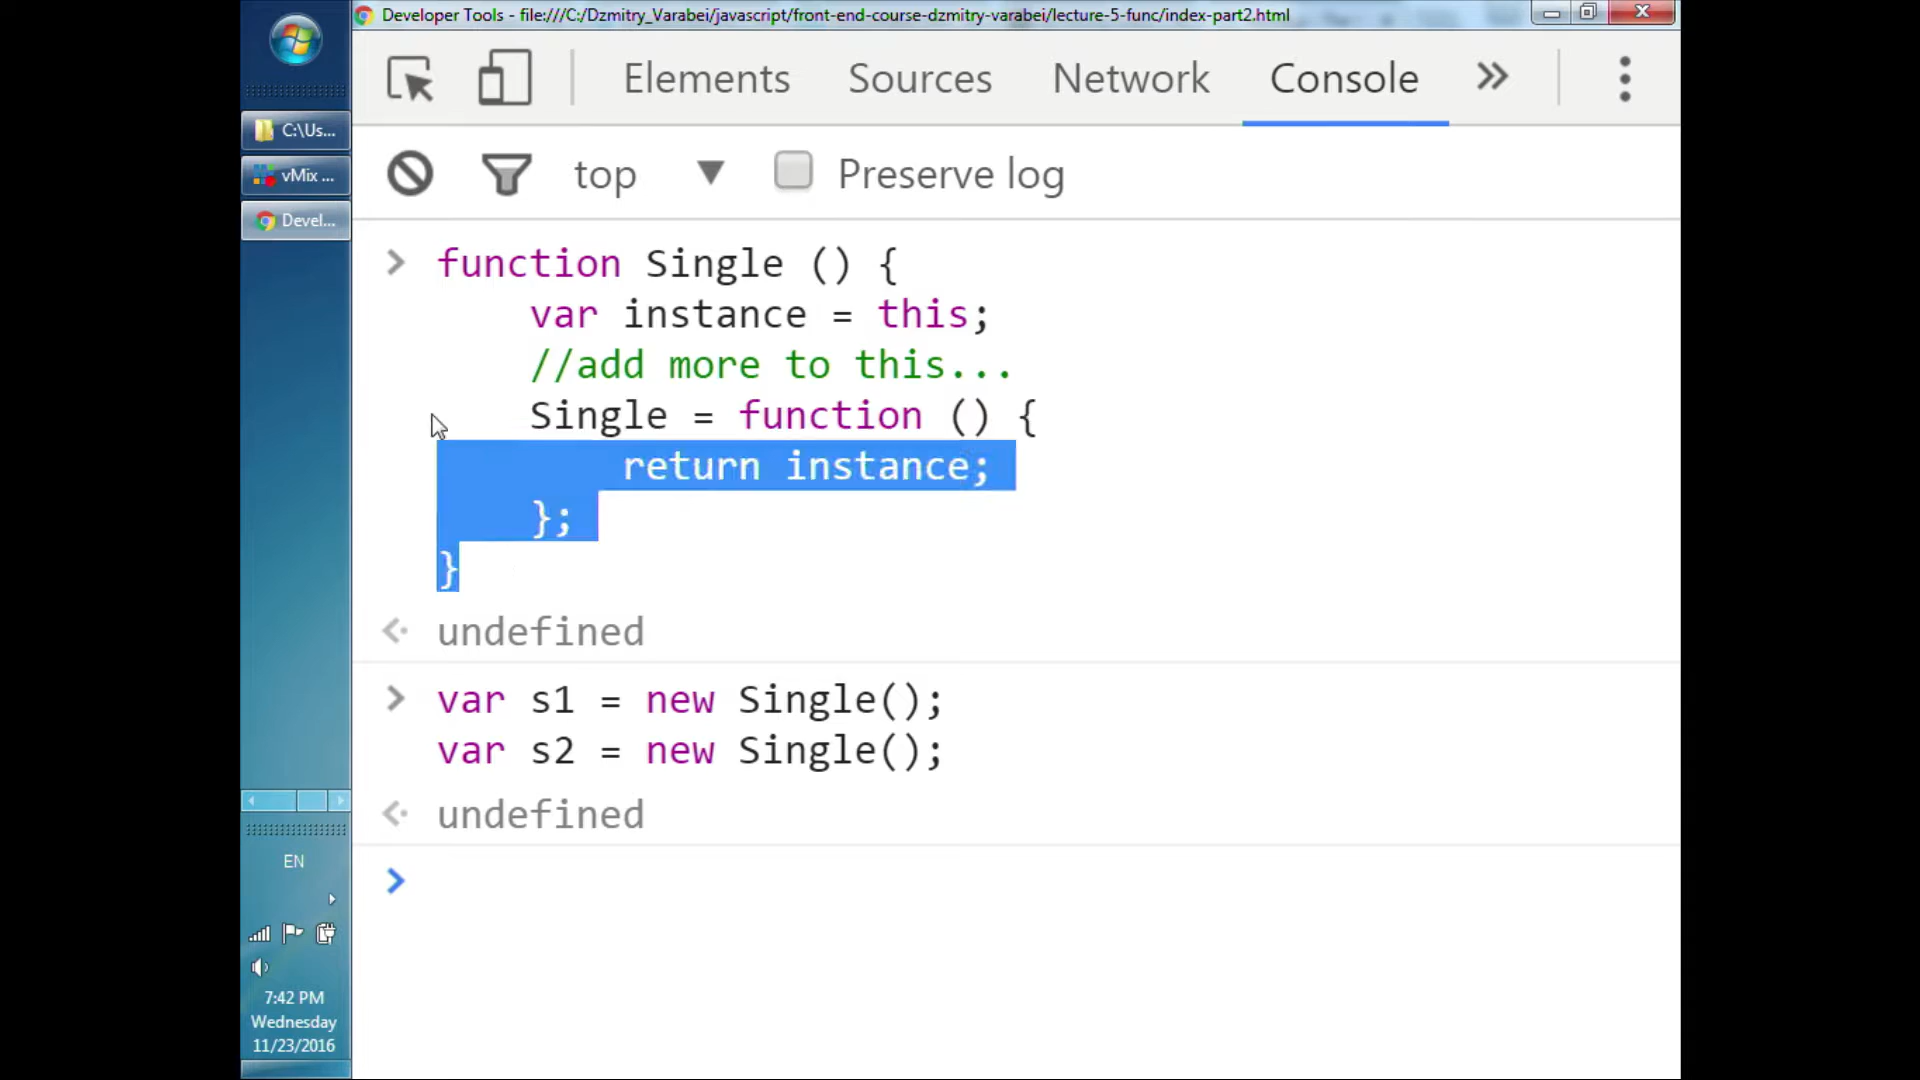 Developer Tools - file:///C:/Dzmitry_Varabei/javascript/front-end-course-dzmitry-varabei/lecture-5-func/index-part2.html
Elements Sources Network Console
top Preserve log
C:\Us...
vMix ...
Devel...
> function Single () {
var instance = this;
//add more to this...
Single = function () {
return instance;
};
}
undefined
> var s1 = new Single();
var s2 = new Single();
undefined
>
EN
7:42 PM
Wednesday
11/23/2016